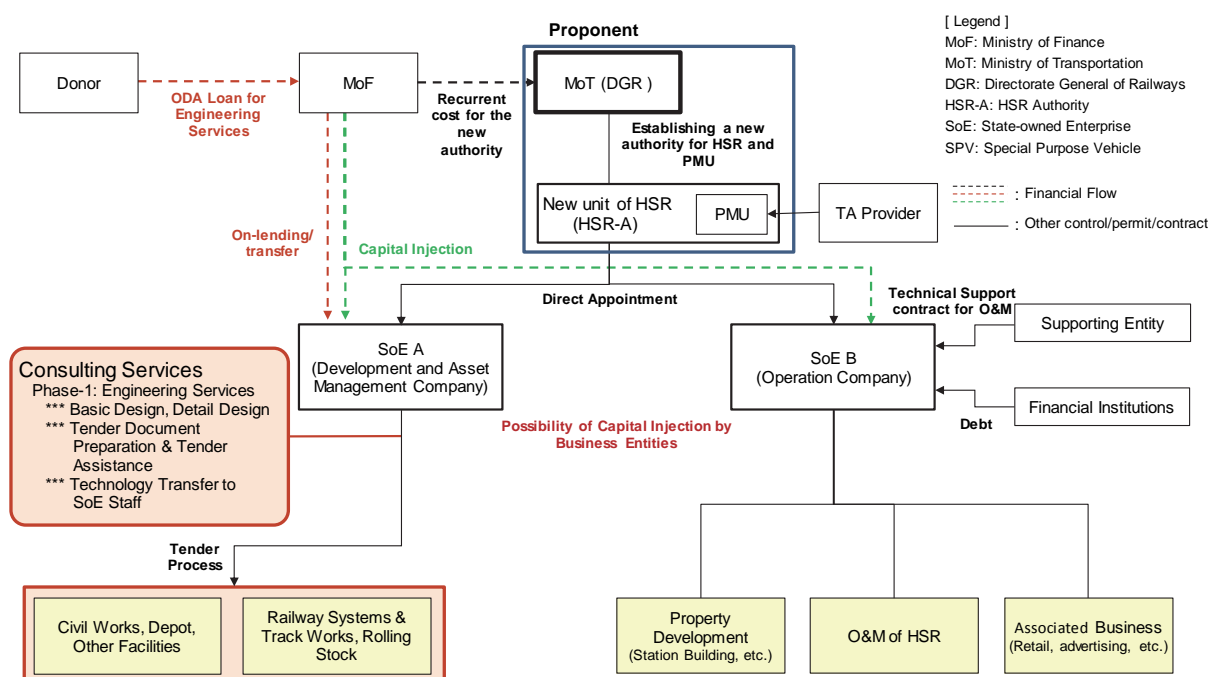 Proponent
[ Legend ]
MoF: Ministry of Finance
MoT: Ministry of Transportation
DGR: Directorate General of Railways
HSR-A: HSR Authority
SoE: State-owned Enterprise
SPV: Special Purpose Vehicle
: Financial Flow
: Other control/permit/contract
Donor
ODA Loan for
Engineering
Services
MoF
Recurrent
cost for the
new
authority
MoT (DGR )
Establishing a new
authority for HSR and
PMU
New unit of HSR
(HSR-A)
PMU
TA Provider
On-lending/
transfer
Capital Injection
Direct Appointment
Technical Support
contract for O&M
Supporting Entity
SoE A
(Development and Asset
Management Company)
SoE B
(Operation Company)
Financial Institutions
Debt
Consulting Services
Phase-1: Engineering Services
*** Basic Design, Detail Design
*** Tender Document
Preparation & Tender
Assistance
*** Technology Transfer to
SoE Staff
Possibility of Capital Injection by
Business Entities
Tender
Process
Civil Works, Depot,
Other Facilities
Railway Systems &
Track Works, Rolling
Stock
Property
Development
(Station Building, etc.)
O&M of HSR
Associated Business
(Retail, advertising, etc.)